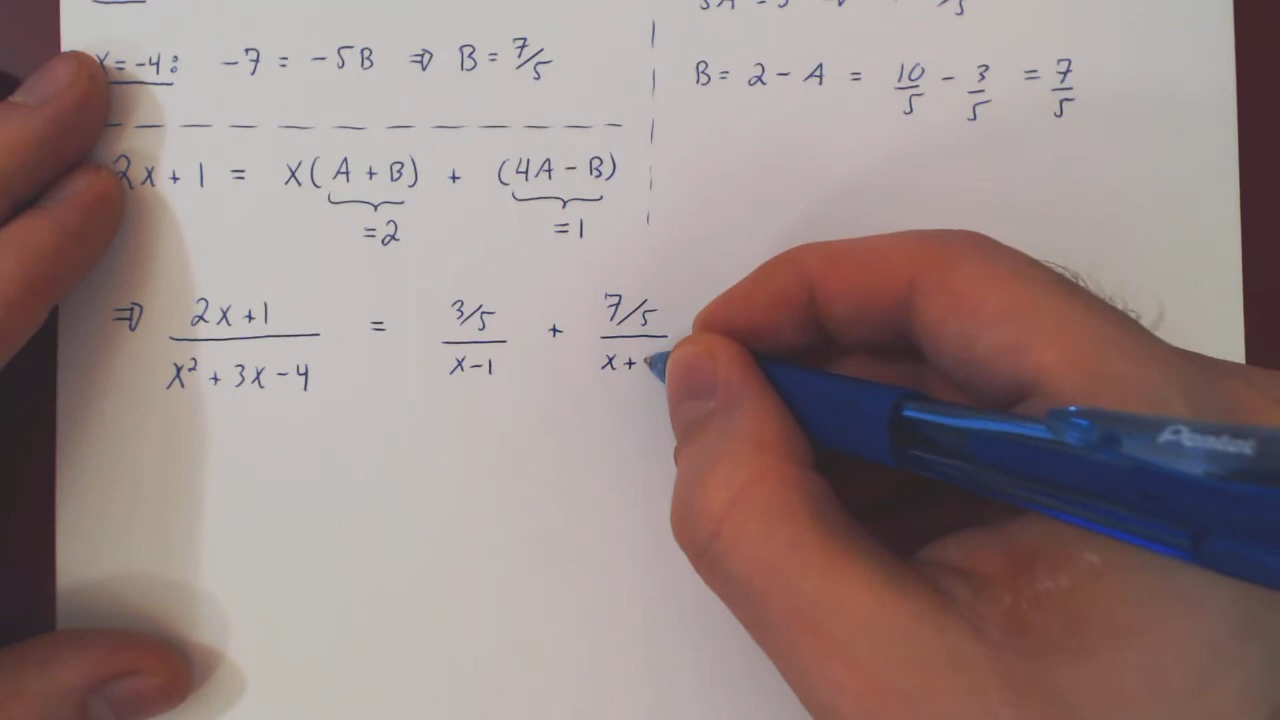 x = -4: -7 = -5B ⇒ B = 7/5
B = 2 - A = 10/5 - 3/5 = 7/5
2x + 1 = x(A + B) + (4A - B)
=2 =1
⇒ (2x + 1)/(x² + 3x - 4) = (3/5)/(x - 1) + (7/5)/(x +
Pentel